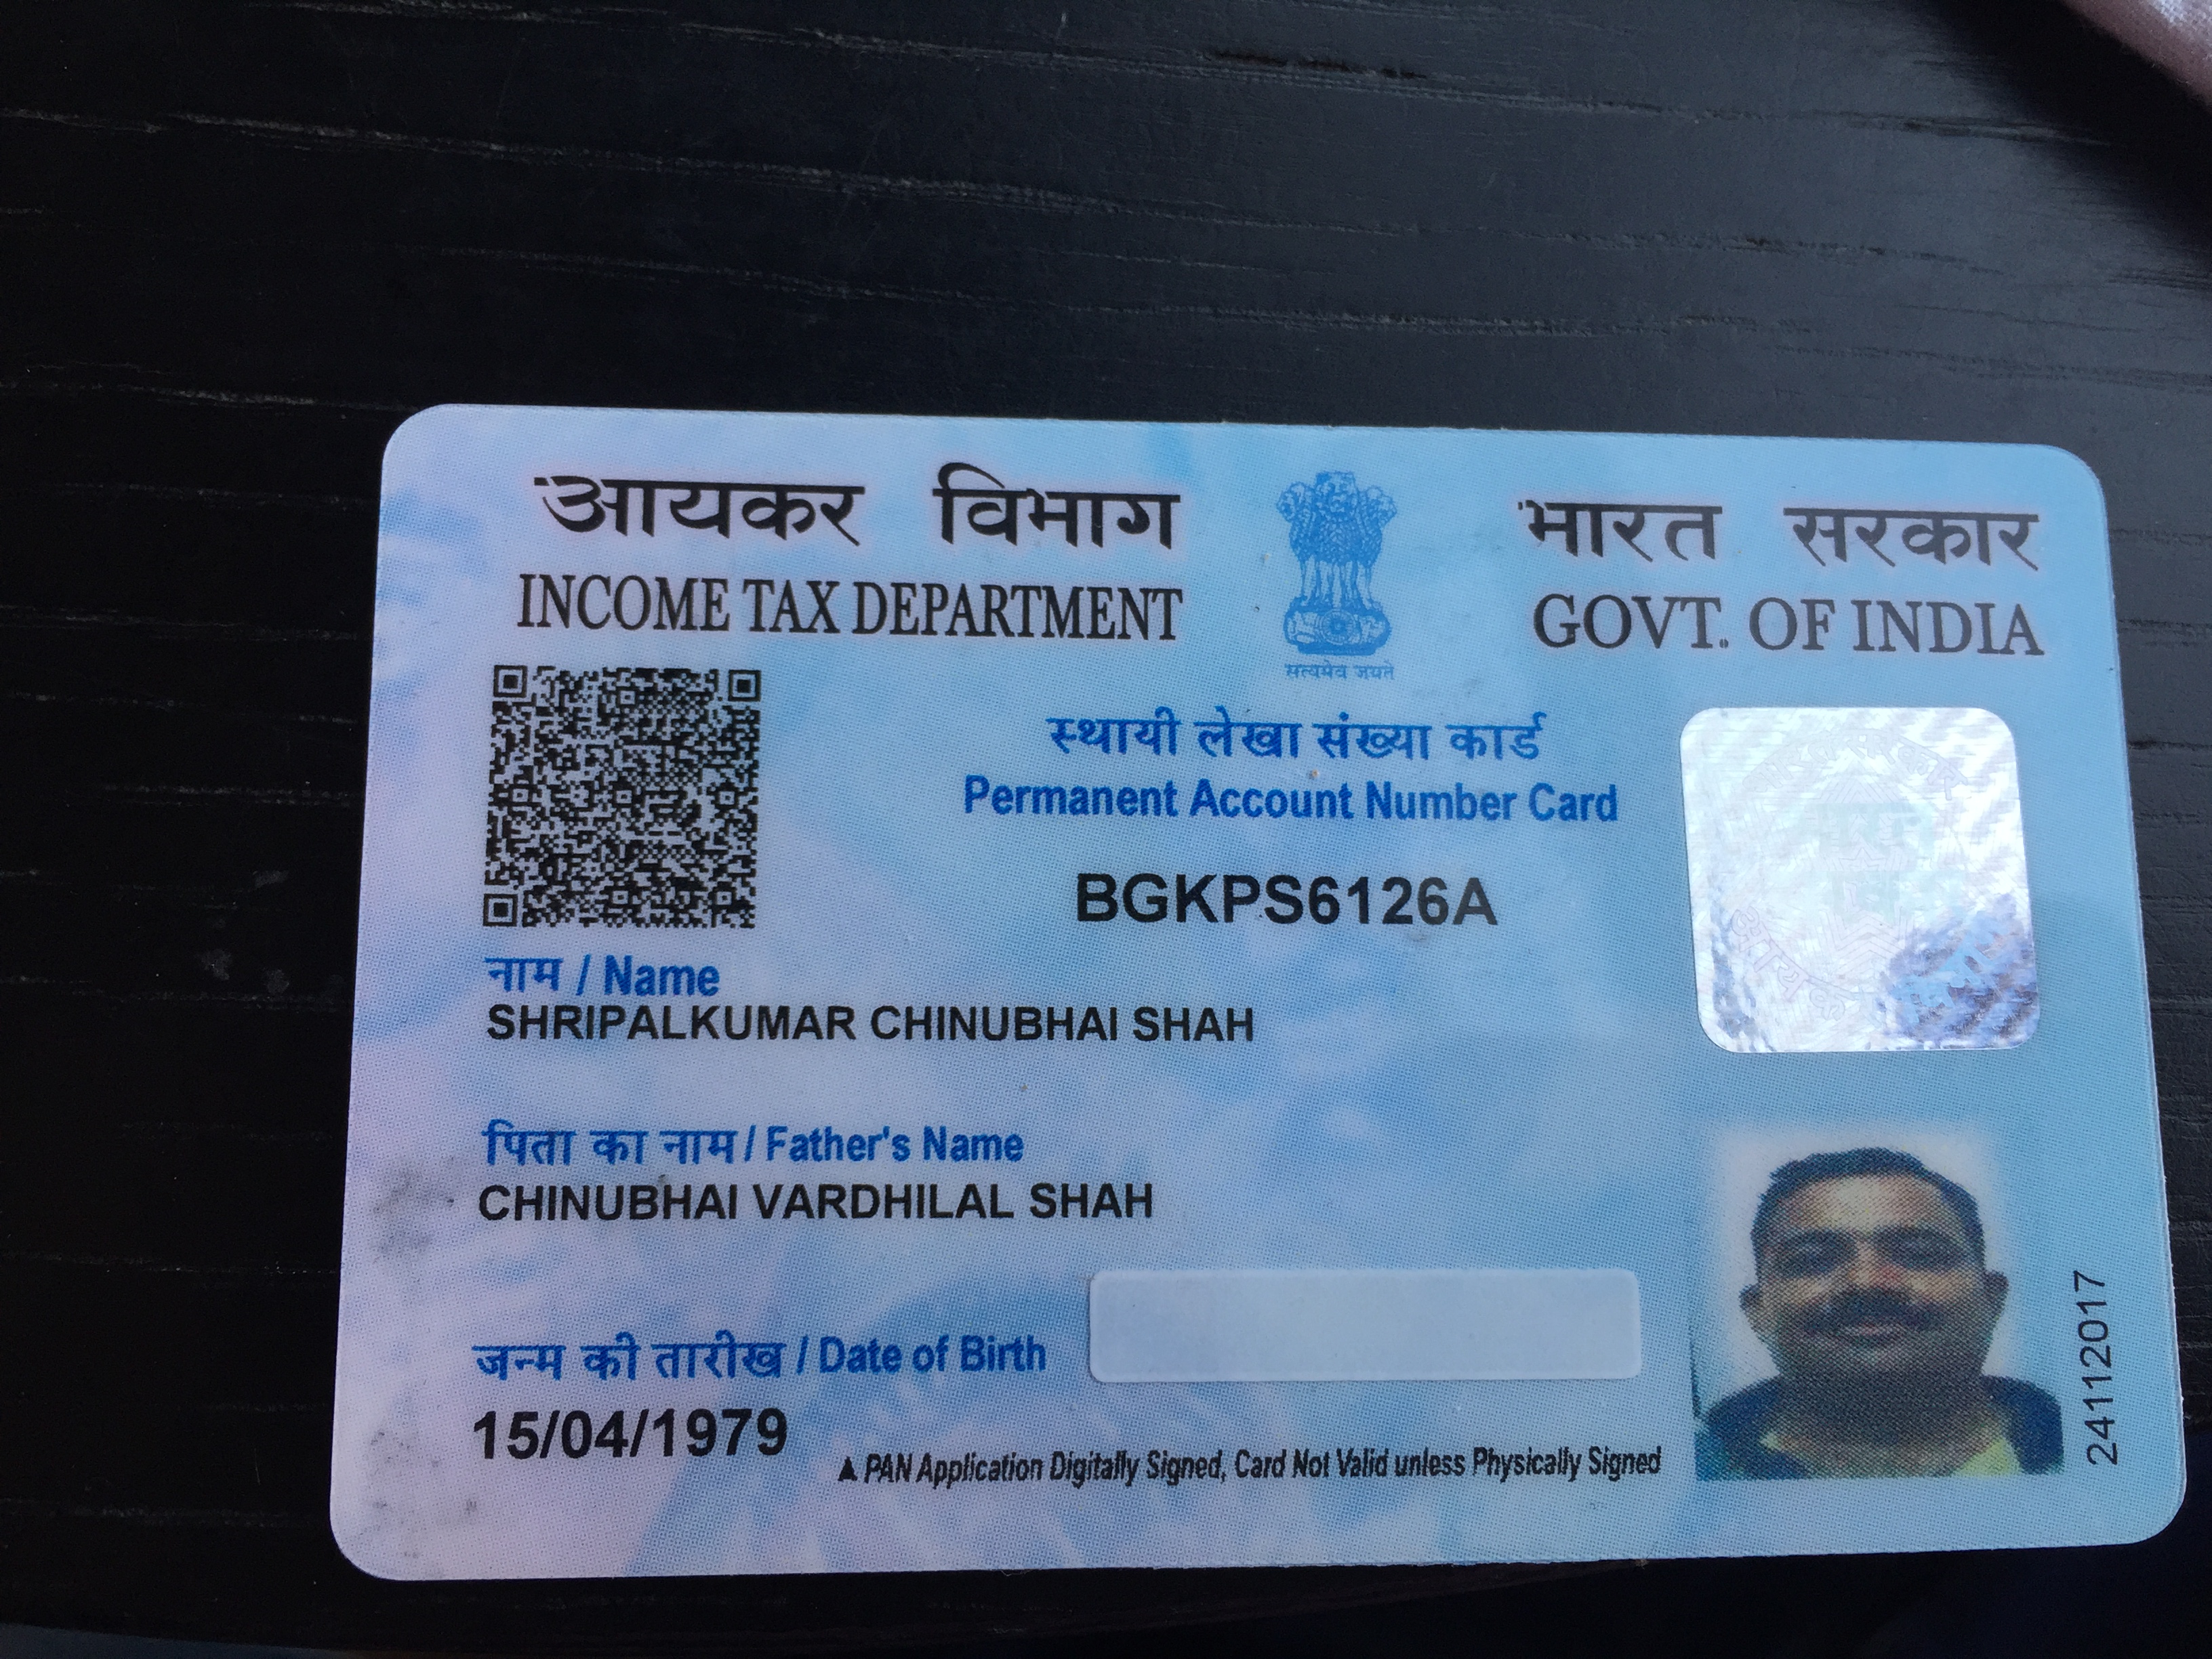 आयकर विभाग
INCOME TAX DEPARTMENT
सत्यमेव जयते
भारत सरकार
GOVT. OF INDIA
स्थायी लेखा संख्या कार्ड
Permanent Account Number Card
BGKPS6126A
नाम / Name
SHRIPALKUMAR CHINUBHAI SHAH
पिता का नाम / Father's Name
CHINUBHAI VARDHILAL SHAH
जन्म की तारीख / Date of Birth
15/04/1979
PAN Application Digitally Signed, Card Not Valid unless Physically Signed
24112017